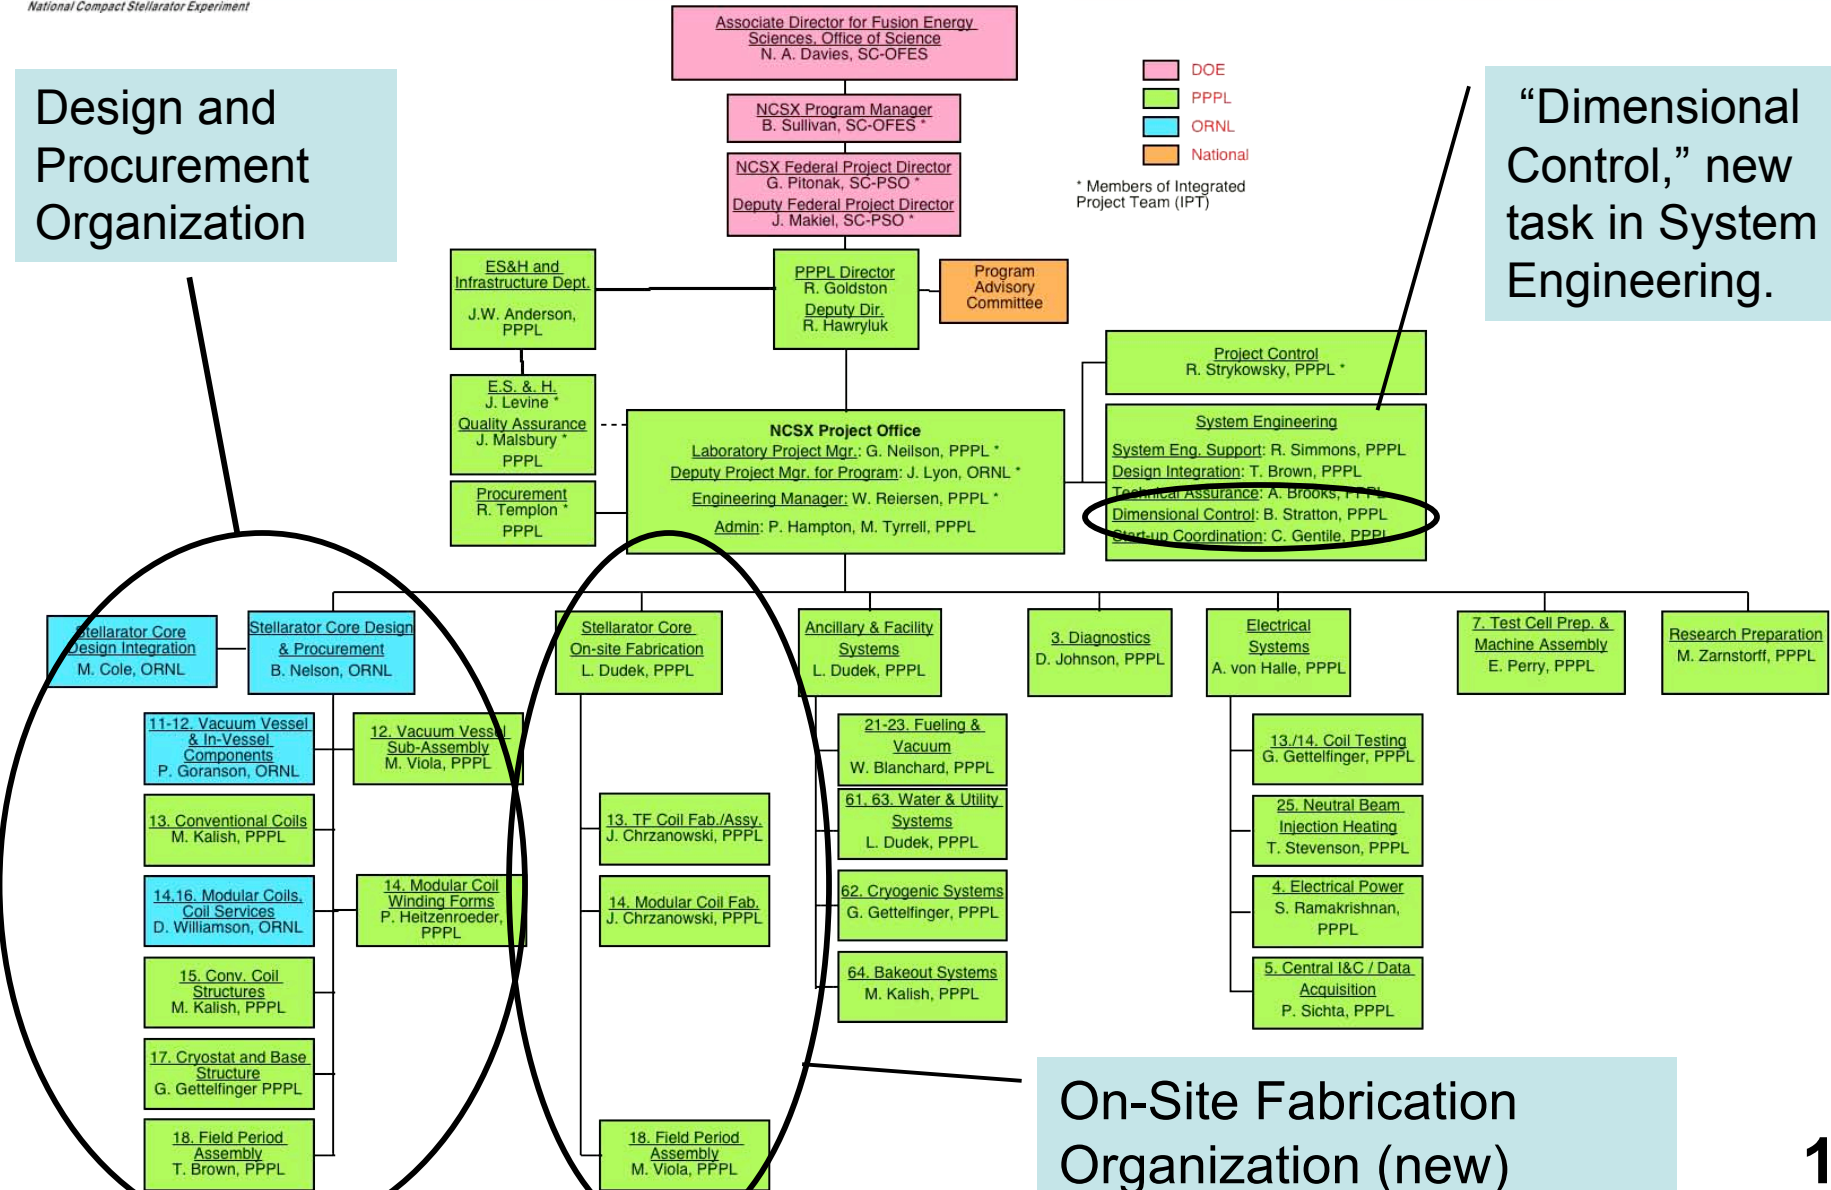 National Compact Stellarator Experiment
Associate Director for Fusion Energy
Sciences, Office of Science
N. A. Davies, SC-OFES
NCSX Program Manager
B. Sullivan, SC-OFES *
NCSX Federal Project Director
G. Pitonak, SC-PSO *
Deputy Federal Project Director
J. Makiel, SC-PSO *
DOE
PPPL
ORNL
National
* Members of Integrated
Project Team (IPT)
Design and
Procurement
Organization
“Dimensional
Control,” new
task in System
Engineering.
ES&H and
Infrastructure Dept.
J.W. Anderson,
PPPL
PPPL Director
R. Goldston
Deputy Dir.
R. Hawryluk
Program
Advisory
Committee
E.S. &. H.
J. Levine *
Quality Assurance
J. Malsbury *
PPPL
Procurement
R. Templon *
PPPL
NCSX Project Office
Laboratory Project Mgr.: G. Neilson, PPPL *
Deputy Project Mgr. for Program: J. Lyon, ORNL *
Engineering Manager: W. Reiersen, PPPL *
Admin: P. Hampton, M. Tyrrell, PPPL
Project Control
R. Strykowsky, PPPL *
System Engineering
System Eng. Support: R. Simmons, PPPL
Design Integration: T. Brown, PPPL
Technical Assurance: A. Brooks, PPPL
Dimensional Control: B. Stratton, PPPL
Start-up Coordination: C. Gentile, PPPL
Stellarator Core
Design Integration
M. Cole, ORNL
Stellarator Core Design
& Procurement
B. Nelson, ORNL
Stellarator Core
On-site Fabrication
L. Dudek, PPPL
Ancillary & Facility
Systems
L. Dudek, PPPL
3. Diagnostics
D. Johnson, PPPL
Electrical
Systems
A. von Halle, PPPL
7. Test Cell Prep. &
Machine Assembly
E. Perry, PPPL
Research Preparation
M. Zarnstorff, PPPL
11-12. Vacuum Vessel
& In-Vessel
Components
P. Goranson, ORNL
12. Vacuum Vessel
Sub-Assembly
M. Viola, PPPL
13. Conventional Coils
M. Kalish, PPPL
14,16. Modular Coils,
Coil Services
D. Williamson, ORNL
14. Modular Coil
Winding Forms
P. Heitzenroeder,
PPPL
15. Conv. Coil
Structures
M. Kalish, PPPL
17. Cryostat and Base
Structure
G. Gettelfinger PPPL
18. Field Period
Assembly
T. Brown, PPPL
13. TF Coil Fab./Assy.
J. Chrzanowski, PPPL
14. Modular Coil Fab.
J. Chrzanowski, PPPL
18. Field Period
Assembly
M. Viola, PPPL
21-23. Fueling &
Vacuum
W. Blanchard, PPPL
61, 63. Water & Utility
Systems
L. Dudek, PPPL
62. Cryogenic Systems
G. Gettelfinger, PPPL
64. Bakeout Systems
M. Kalish, PPPL
13./14. Coil Testing
G. Gettelfinger, PPPL
25. Neutral Beam
Injection Heating
T. Stevenson, PPPL
4. Electrical Power
S. Ramakrishnan,
PPPL
5. Central I&C / Data
Acquisition
P. Sichta, PPPL
On-Site Fabrication
Organization (new)
1